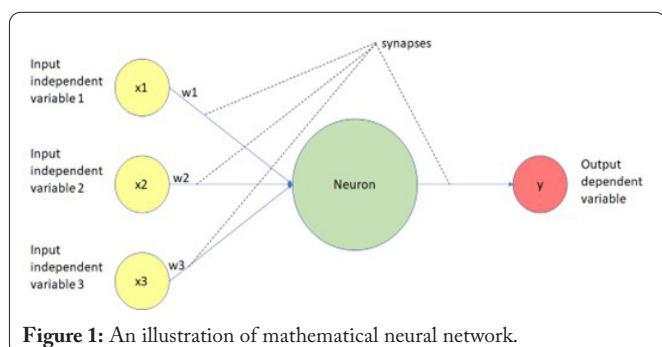 synapses
Input
independent
variable 1
x1
w1
Input
independent
variable 2
x2
w2
Neuron
y
Output
dependent
variable
Input
independent
variable 3
x3
w3
Figure 1: An illustration of mathematical neural network.